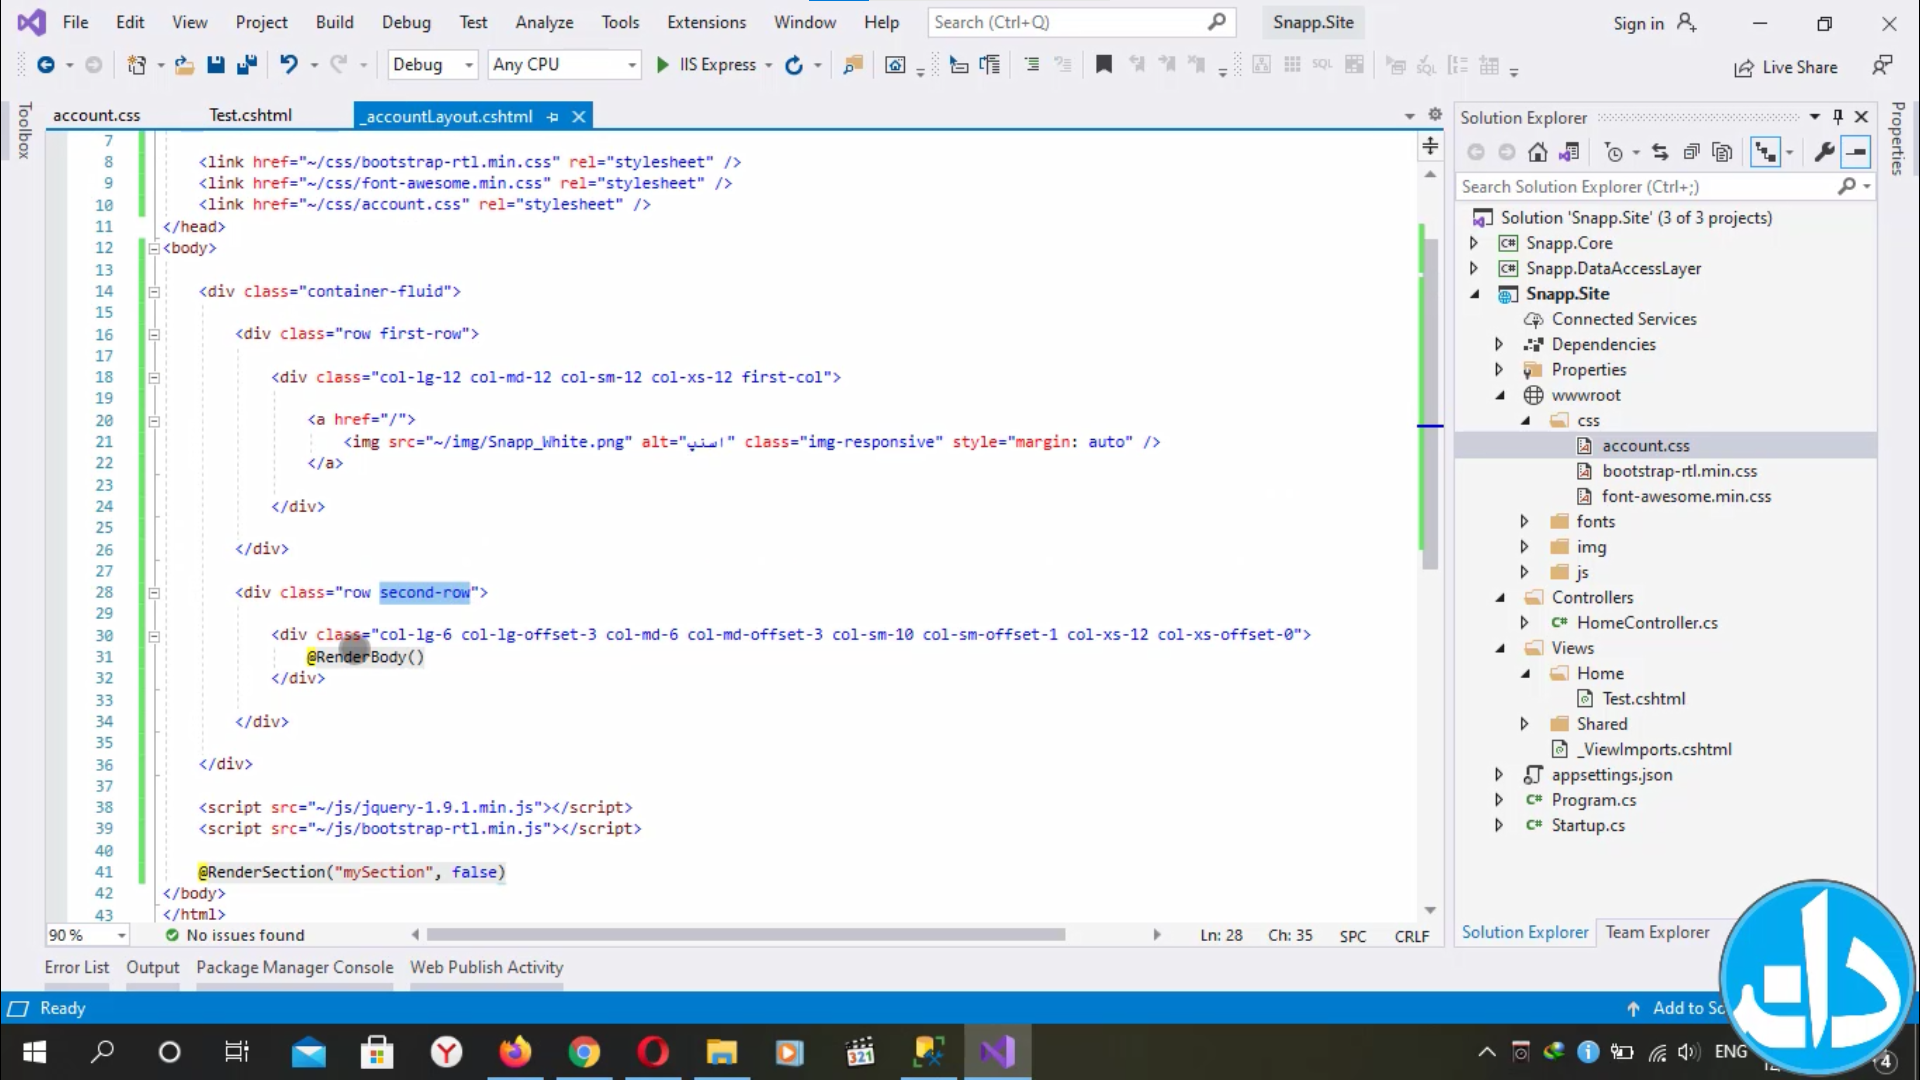 File Edit View Project Build Debug Test Analyze Tools Extensions Window Help Search (Ctrl+Q) Snapp.Site Sign in
Debug Any CPU IIS Express Live Share
Toolbox
account.css Test.cshtml _accountLayout.cshtml
7
8 <link href="~/css/bootstrap-rtl.min.css" rel="stylesheet" />
9 <link href="~/css/font-awesome.min.css" rel="stylesheet" />
10 <link href="~/css/account.css" rel="stylesheet" />
11 </head>
12 <body>
13
14 <div class="container-fluid">
15
16 <div class="row first-row">
17
18 <div class="col-lg-12 col-md-12 col-sm-12 col-xs-12 first-col">
19
20 <a href="/">
21 <img src="~/img/Snapp_White.png" alt="اسنپ" class="img-responsive" style="margin: auto" />
22 </a>
23
24 </div>
25
26 </div>
27
28 <div class="row second-row">
29
30 <div class="col-lg-6 col-lg-offset-3 col-md-6 col-md-offset-3 col-sm-10 col-sm-offset-1 col-xs-12 col-xs-offset-0">
31 @RenderBody()
32 </div>
33
34 </div>
35
36 </div>
37
38 <script src="~/js/jquery-1.9.1.min.js"></script>
39 <script src="~/js/bootstrap-rtl.min.js"></script>
40
41 @RenderSection("mySection", false)
42 </body>
43 </html>
90 % No issues found Ln: 28 Ch: 35 SPC CRLF
Error List Output Package Manager Console Web Publish Activity
Solution Explorer
Search Solution Explorer (Ctrl+;)
Solution 'Snapp.Site' (3 of 3 projects)
Snapp.Core
Snapp.DataAccessLayer
Snapp.Site
Connected Services
Dependencies
Properties
wwwroot
css
account.css
bootstrap-rtl.min.css
font-awesome.min.css
fonts
img
js
Controllers
C# HomeController.cs
Views
Home
Test.cshtml
Shared
_ViewImports.cshtml
appsettings.json
C# Program.cs
C# Startup.cs
Solution Explorer Team Explorer
Properties
Ready Add to
321 ENG
4